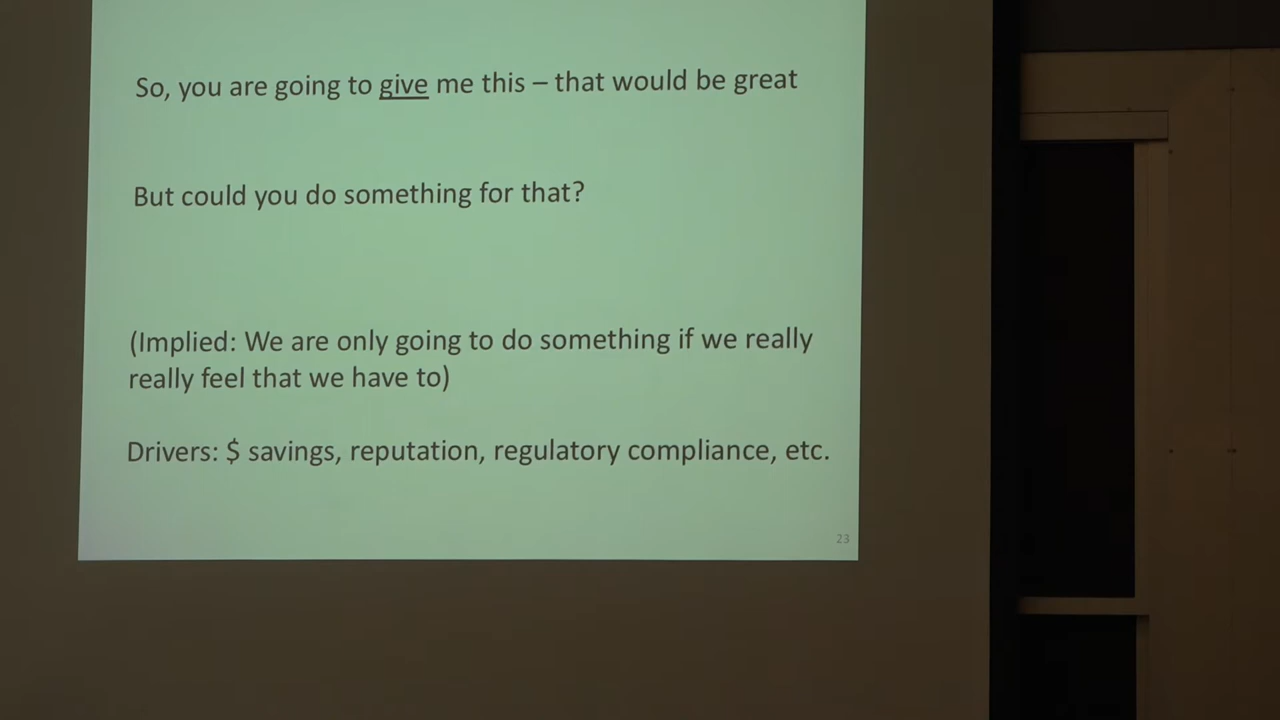 So, you are going to give me this – that would be great
But could you do something for that?
(Implied: We are only going to do something if we really
really feel that we have to)
Drivers: $ savings, reputation, regulatory compliance, etc.
23